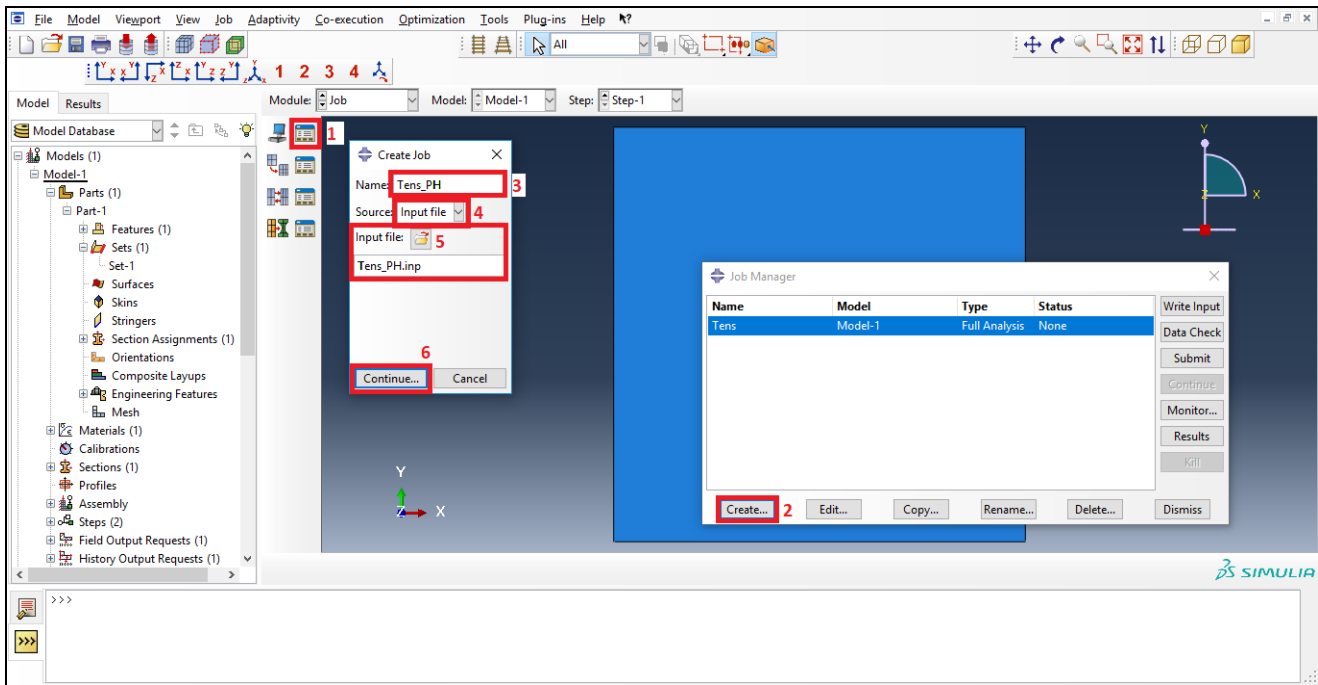 File Model Viewport View Job Adaptivity Co-execution Optimization Tools Plug-ins Help
All
1 2 3 4
Model Results
Module: Job Model: Model-1 Step: Step-1
Model Database
Models (1)
Model-1
Parts (1)
Part-1
Features (1)
Sets (1)
Set-1
Surfaces
Skins
Stringers
Section Assignments (1)
Orientations
Composite Layups
Engineering Features
Mesh
Materials (1)
Calibrations
Sections (1)
Profiles
Assembly
Steps (2)
Field Output Requests (1)
History Output Requests (1)
1
Create Job
Name: Tens_PH 3
Source: Input file 4
Input file: 5
Tens_PH.inp
6
Continue... Cancel
Y
X
Z
Y
X
Z
Job Manager
Name Model Type Status
Tens Model-1 Full Analysis None
Write Input
Data Check
Submit
Continue
Monitor...
Results
Kill
Create... 2 Edit... Copy... Rename... Delete... Dismiss
3DS SIMULIA
>>>
>>>